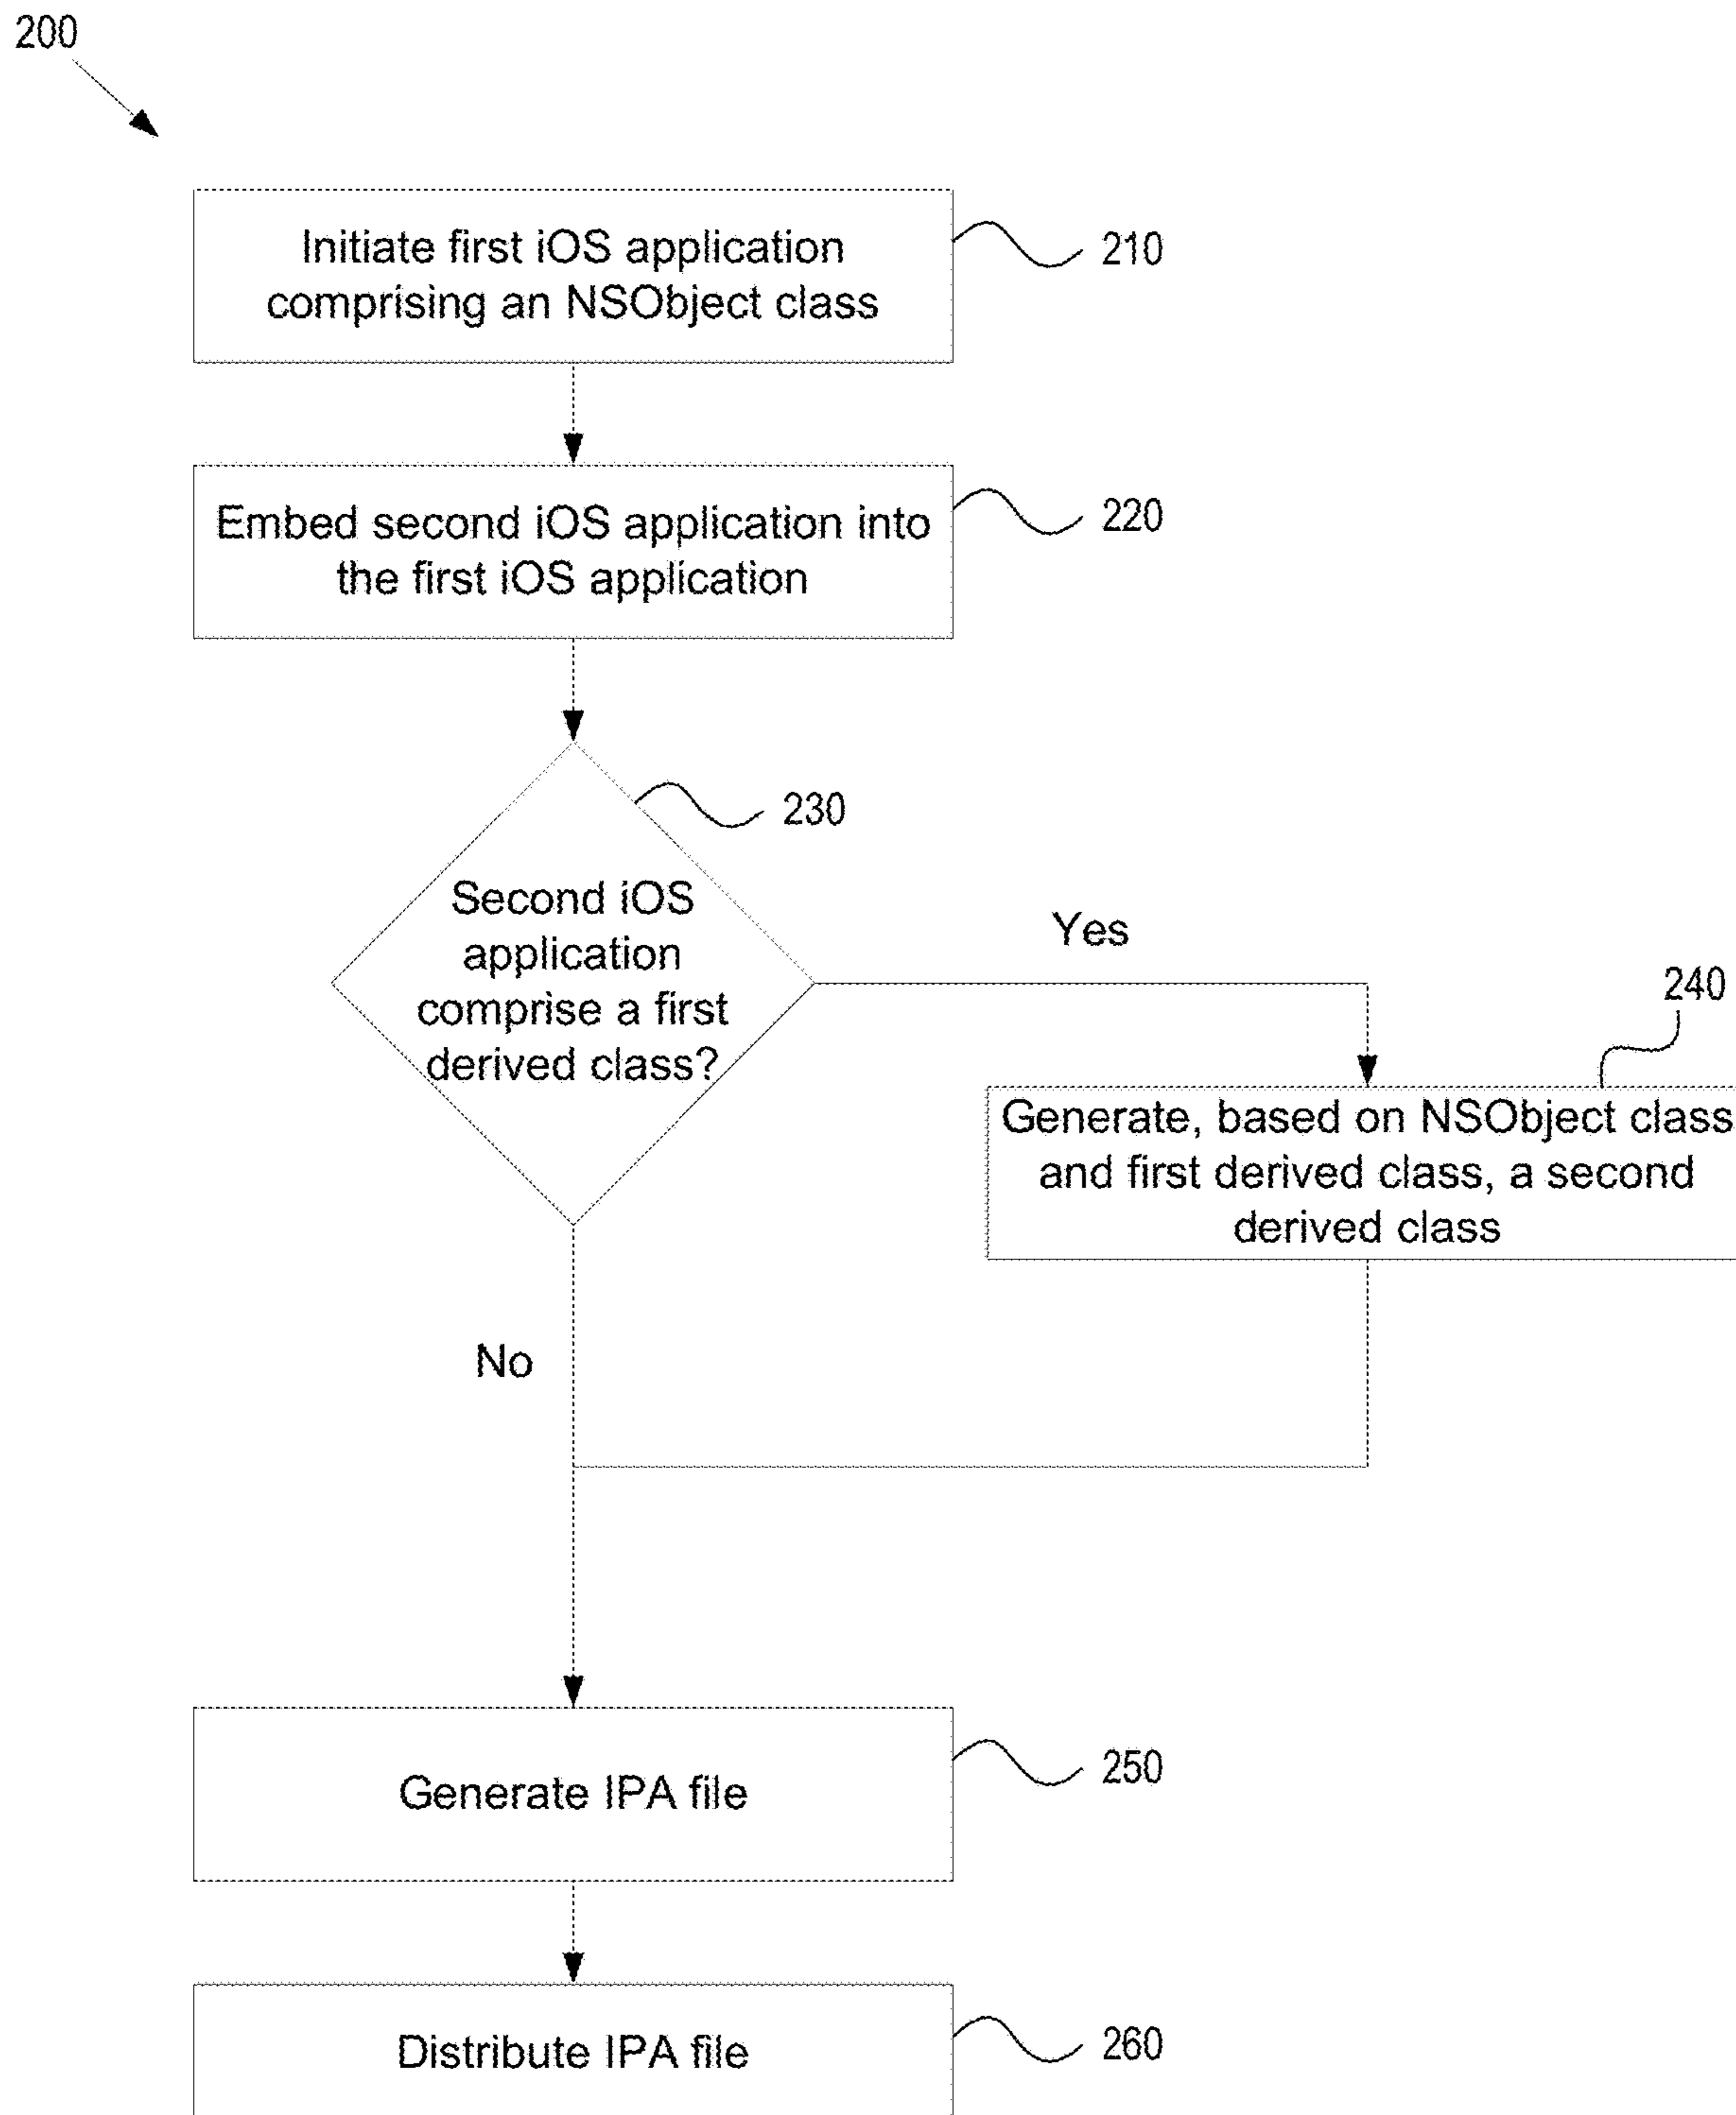 200
Initiate first iOS application
comprising an NSObject class
210
Embed second iOS application into
the first iOS application
220
230
Second iOS
application
comprise a first
derived class?
Yes
240
Generate, based on NSObject class
and first derived class, a second
derived class
No
Generate IPA file
250
Distribute IPA file
260